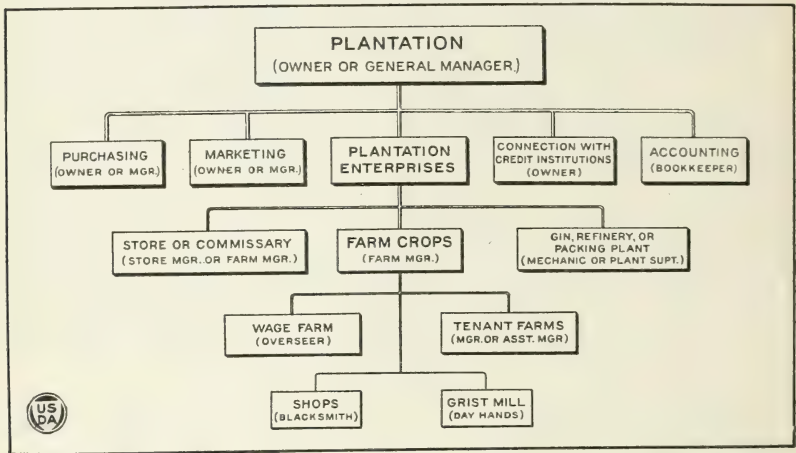 PLANTATION
(OWNER OR GENERAL MANAGER.)
PURCHASING
(OWNER OR MGR.)
MARKETING
(OWNER OR MGR.)
PLANTATION
ENTERPRISES
CONNECTION WITH
CREDIT INSTITUTIONS
(OWNER)
ACCOUNTING
(BOOKKEEPER)
STORE OR COMMISSARY
(STORE MGR..OR FARM MGR.)
FARM CROPS
(FARM MGR.)
GIN, REFINERY, OR
PACKING PLANT
(MECHANIC OR PLANT SUPT.)
WAGE FARM
(OVERSEER)
TENANT FARMS
(MGR.OR ASST. MGR)
SHOPS
(BLACKSMITH)
GRIST MILL
(DAY HANDS)
US
DA